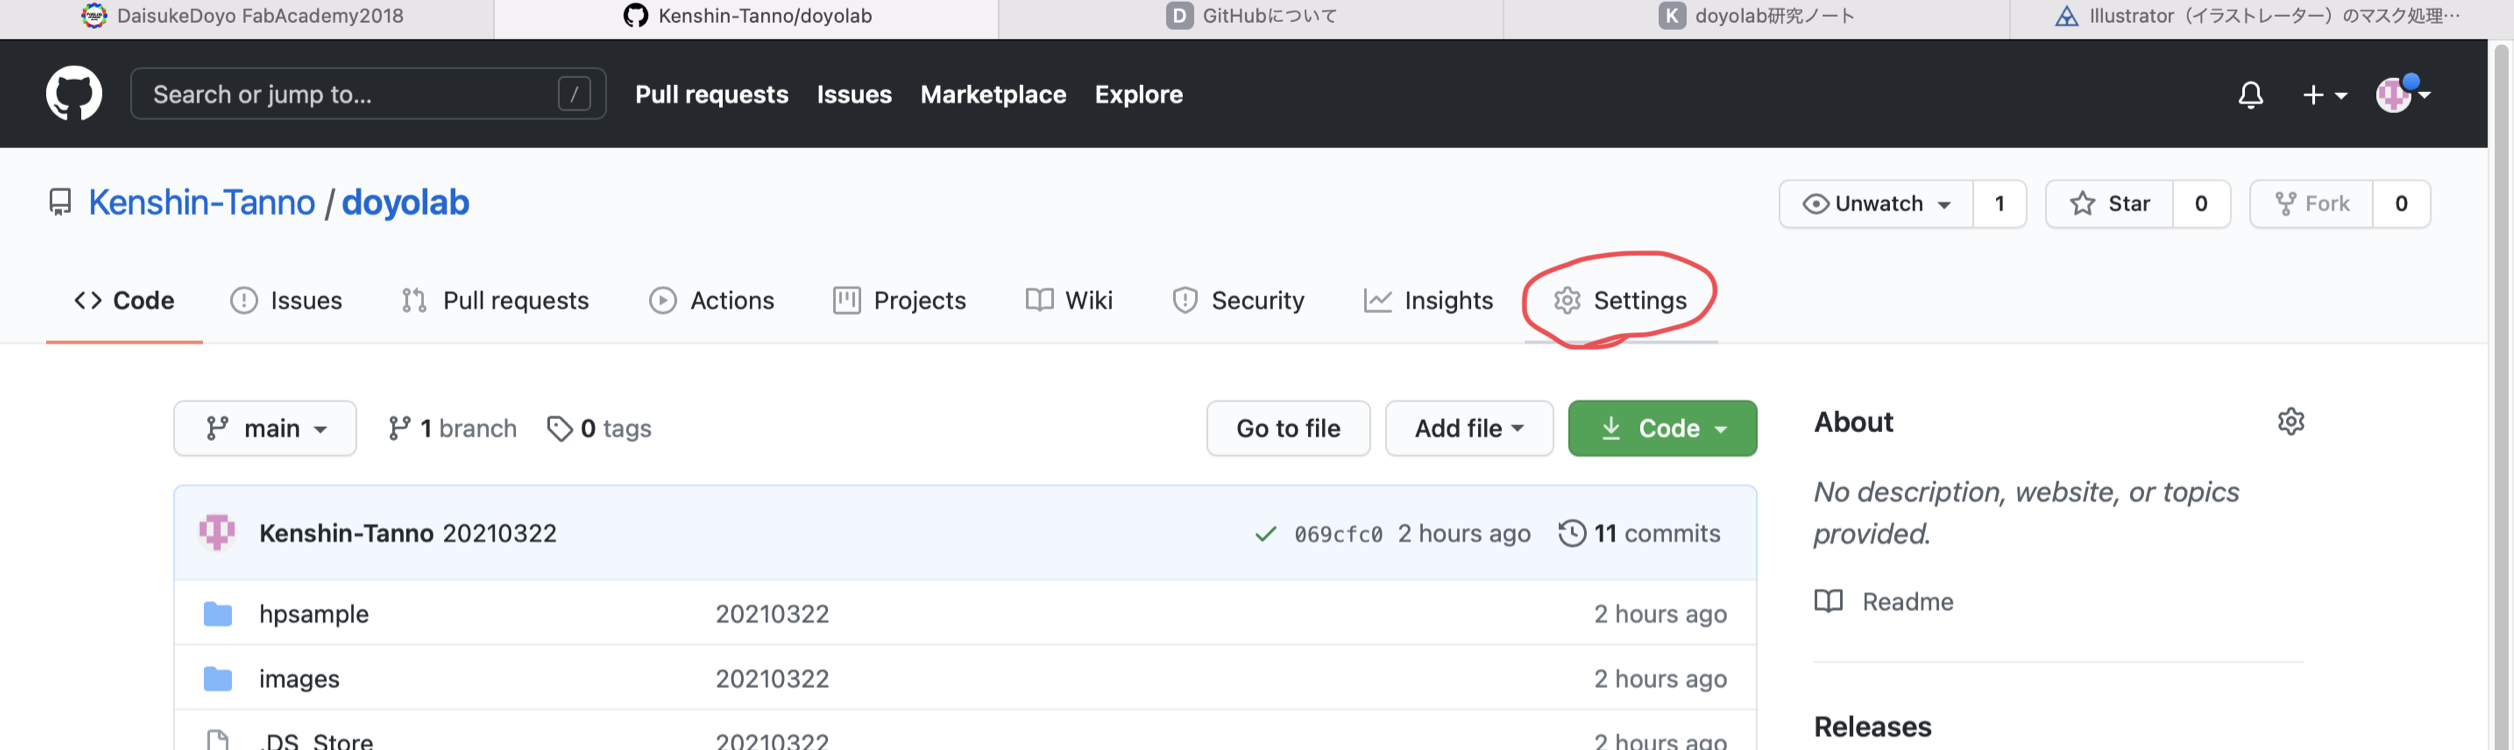 DaisukeDoyo FabAcademy2018
Kenshin-Tanno/doyolab
D GitHubについて
K doyolab研究ノート
Illustrator（イラストレーター）のマスク処理…
Search or jump to... /
Pull requests Issues Marketplace Explore
Kenshin-Tanno / doyolab
Unwatch 1 Star 0 Fork 0
Code Issues Pull requests Actions Projects Wiki Security Insights Settings
main 1 branch 0 tags Go to file Add file Code
About
No description, website, or topics
provided.
Readme
Releases
Kenshin-Tanno 20210322 069cfc0 2 hours ago 11 commits
hpsample 20210322 2 hours ago
images 20210322 2 hours ago
.DS_Store 20210322 2 hours ago